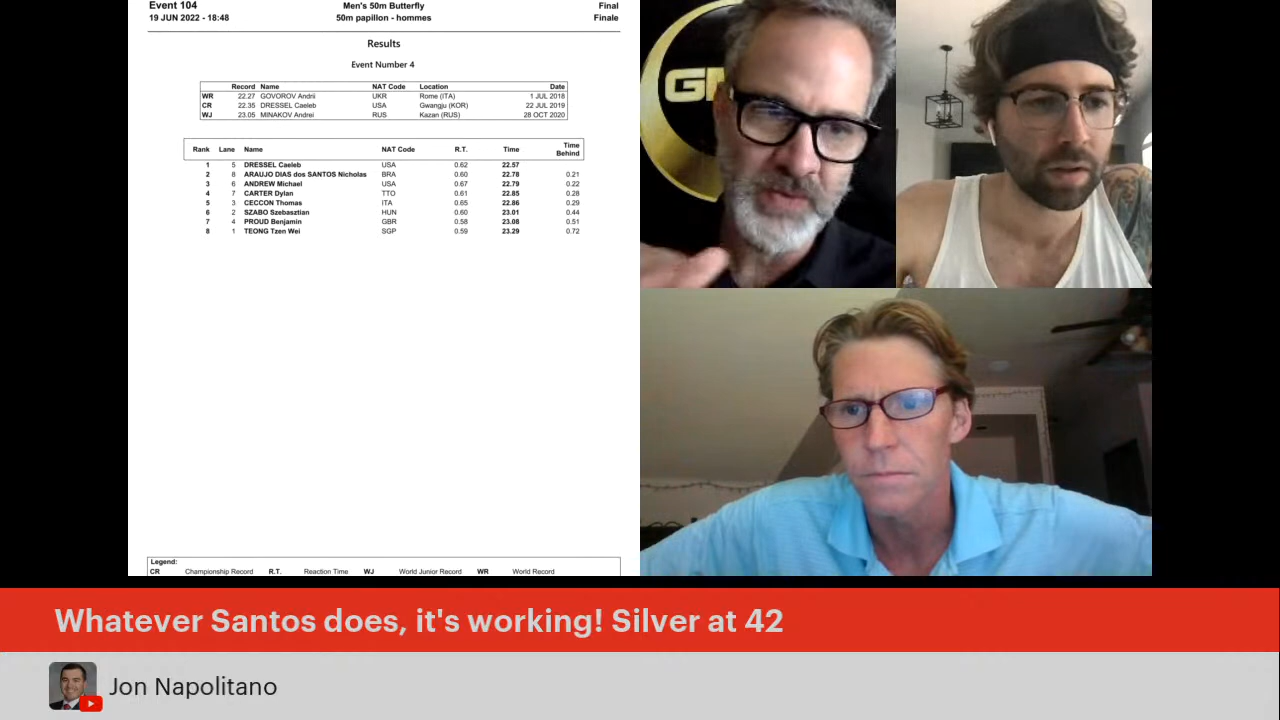 Event 104 Men's 50m Butterfly Final
19 JUN 2022 - 18:48 50m papillon - hommes Finale
Results
Event Number 4
Record Name NAT Code Location Date
WR 22.27 GOVOROV Andrii UKR Rome (ITA) 1 JUL 2018
CR 22.35 DRESSEL Caeleb USA Gwangju (KOR) 22 JUL 2019
WJ 23.05 MINAKOV Andrei RUS Kazan (RUS) 28 OCT 2020
Rank Lane Name NAT Code R.T. Time Time Behind
1 5 DRESSEL Caeleb USA 0.62 22.57
2 8 ARAUJO DIAS dos SANTOS Nicholas BRA 0.60 22.78 0.21
3 6 ANDREW Michael USA 0.67 22.79 0.22
4 7 CARTER Dylan TTO 0.61 22.85 0.28
5 3 CECCON Thomas ITA 0.65 22.86 0.29
6 2 SZABO Szebasztian HUN 0.60 23.01 0.44
7 4 PROUD Benjamin GBR 0.58 23.08 0.51
8 1 TEONG Tzen Wei SGP 0.59 23.29 0.72
Legend:
CR Championship Record R.T. Reaction Time WJ World Junior Record WR World Record
Whatever Santos does, it's working! Silver at 42
Jon Napolitano